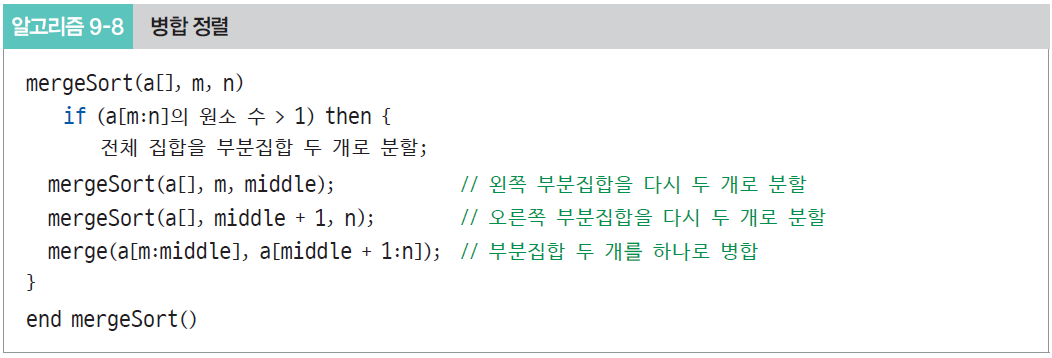 알고리즘 9-8 병합 정렬
mergeSort(a[], m, n)
if (a[m:n]의 원소 수 > 1) then {
전체 집합을 부분집합 두 개로 분할;
mergeSort(a[], m, middle); // 왼쪽 부분집합을 다시 두 개로 분할
mergeSort(a[], middle + 1, n); // 오른쪽 부분집합을 다시 두 개로 분할
merge(a[m:middle], a[middle + 1:n]); // 부분집합 두 개를 하나로 병합
}
end mergeSort()